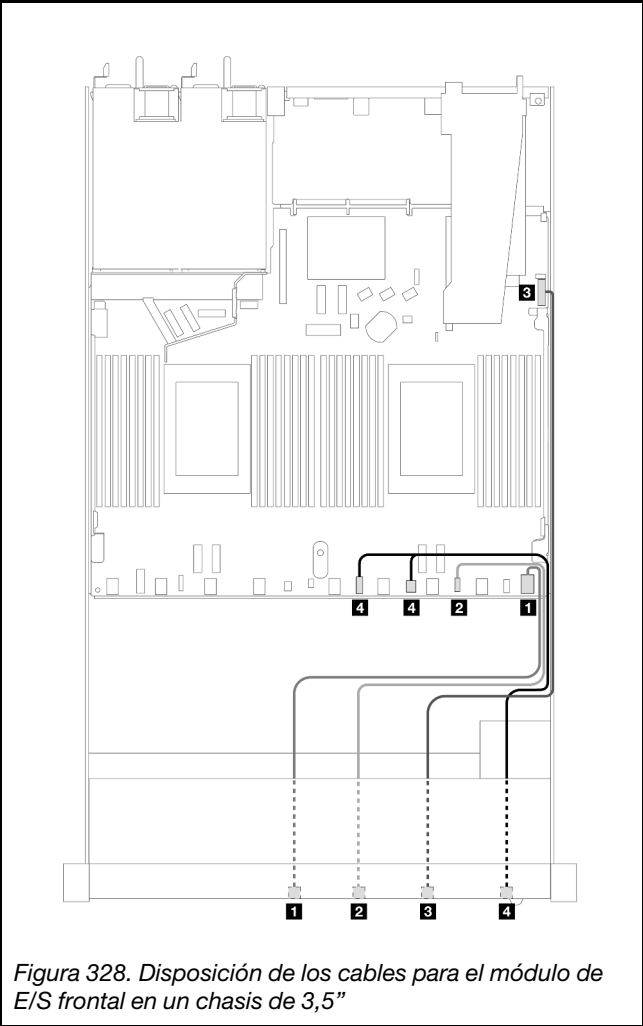 3
4 4 2 1
1 2 3 4
Figura 328. Disposición de los cables para el módulo de
E/S frontal en un chasis de 3,5”